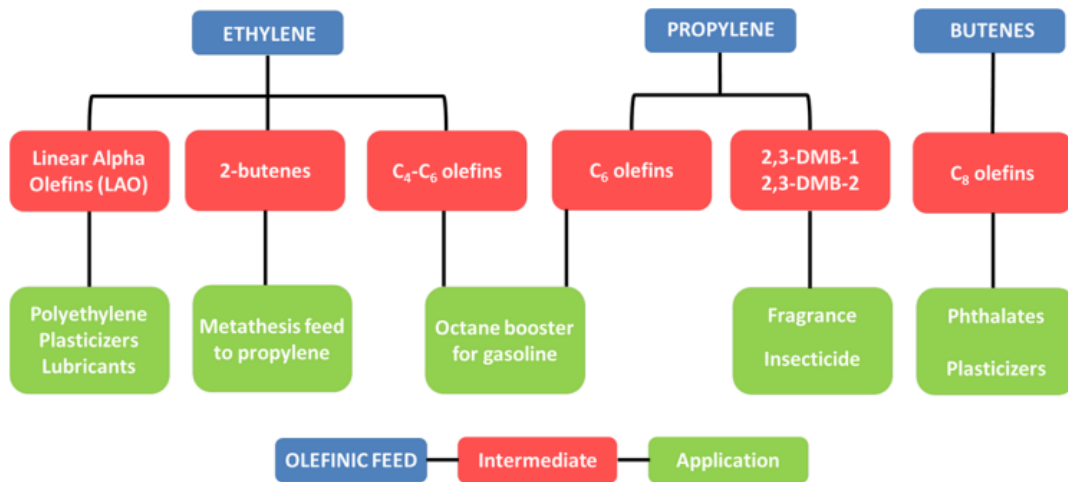 ETHYLENE
PROPYLENE
BUTENES
Linear Alpha
Olefins (LAO)
2-butenes
C₄-C₆ olefins
C₆ olefins
2,3-DMB-1
2,3-DMB-2
C₈ olefins
Polyethylene
Plasticizers
Lubricants
Metathesis feed
to propylene
Octane booster
for gasoline
Fragrance
Insecticide
Phthalates
Plasticizers
OLEFINIC FEED
Intermediate
Application